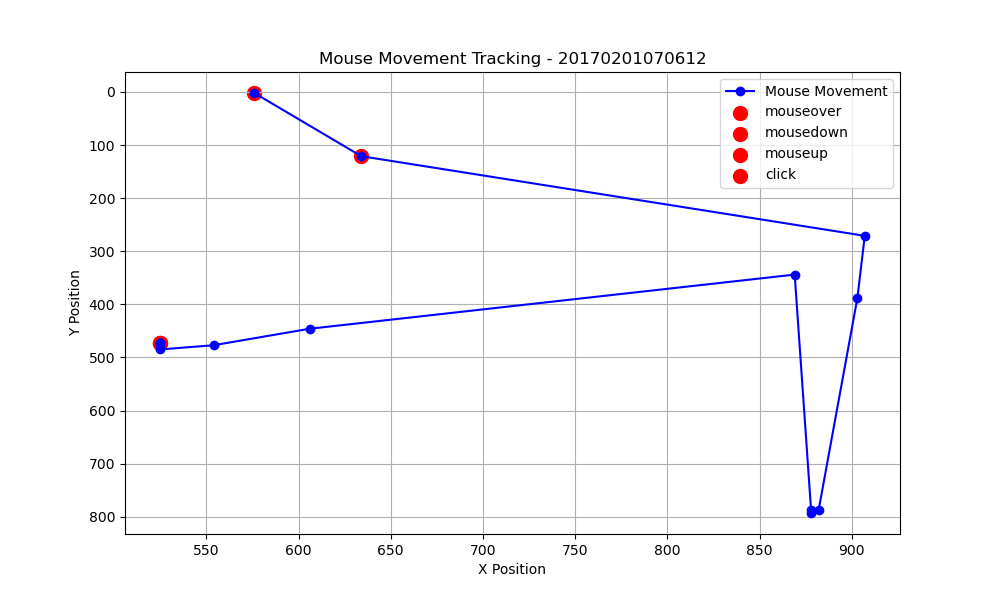 Mouse Movement Tracking - 20170201070612
Mouse Movement
mouseover
mousedown
mouseup
click
0
100
200
300
400
500
600
700
800
Y Position
550
600
650
700
750
800
850
900
X Position